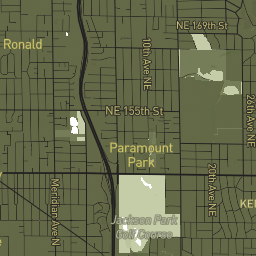 NE 169th St
Ronald
10th Ave NE
26th Ave NE
NE 155th St
Paramount
Park
Meridian Ave N
20th Ave NE
Jackson Park
Golf Course